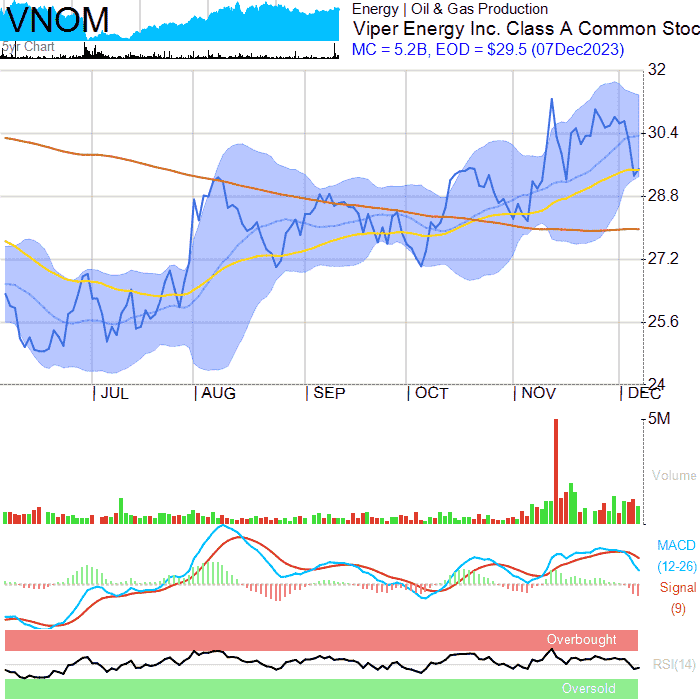 VNOM
5yr Chart
Energy | Oil & Gas Production
Viper Energy Inc. Class A Common Stoc
MC = 5.2B, EOD = $29.5 (07Dec2023)
32
30.4
28.8
27.2
25.6
24
JUL
AUG
SEP
OCT
NOV
DEC
5M
Volume
MACD
(12-26)
Signal
(9)
Overbought
RSI(14)
Oversold